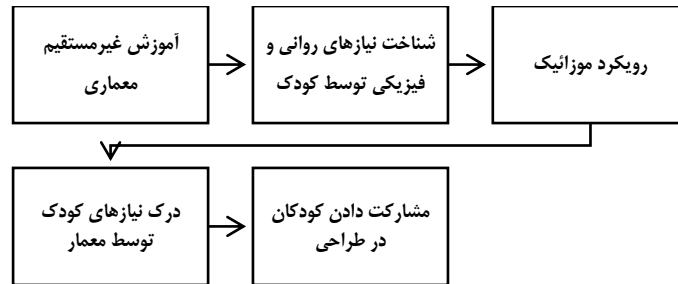 آموزش غیرمستقیم
معماری
شناخت نیازهای روانی و
فیزیکی توسط کودک
رویکرد موزائیک
درک نیازهای کودک
توسط معمار
مشارکت دادن کودکان
در طراحی